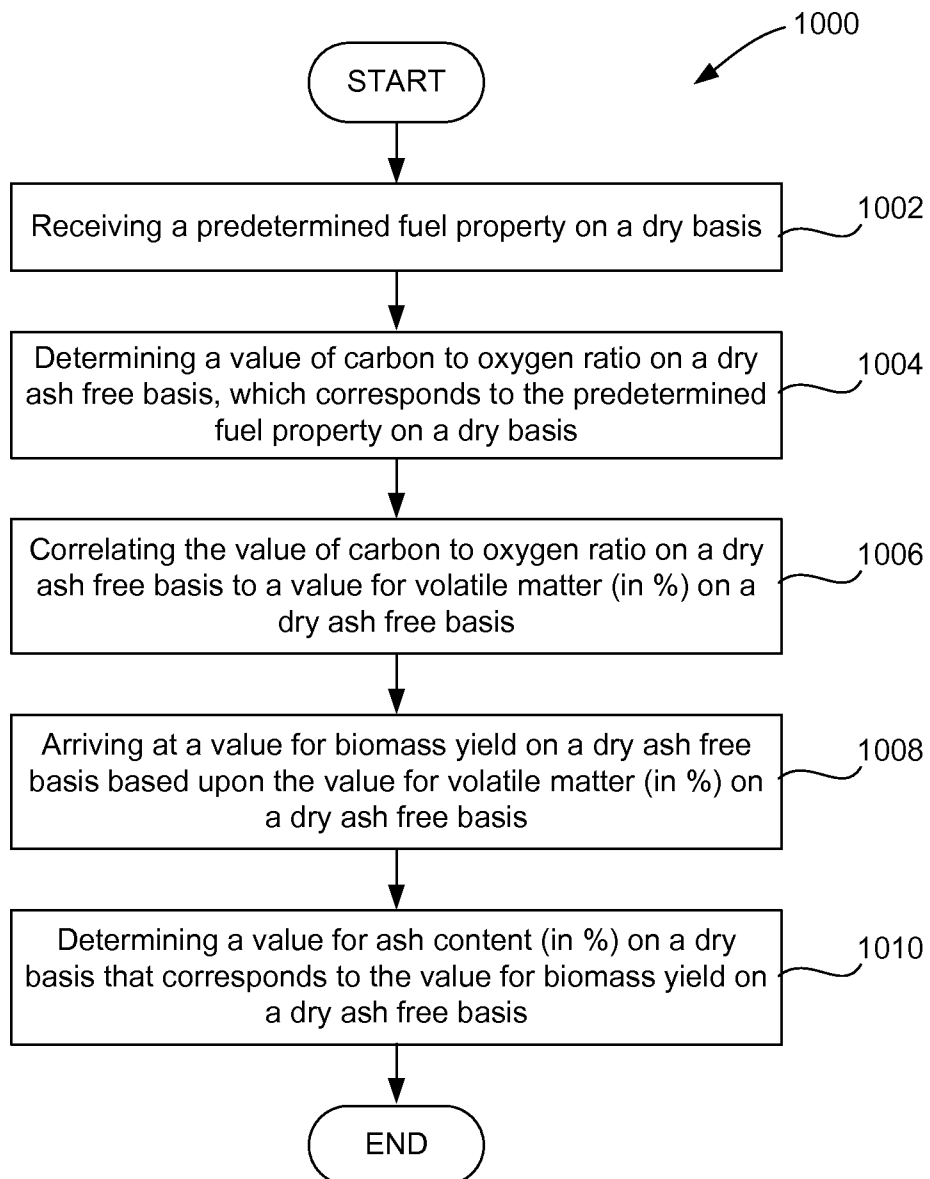 1000
START
Receiving a predetermined fuel property on a dry basis
1002
Determining a value of carbon to oxygen ratio on a dry
ash free basis, which corresponds to the predetermined
fuel property on a dry basis
1004
Correlating the value of carbon to oxygen ratio on a dry
ash free basis to a value for volatile matter (in %) on a
dry ash free basis
1006
Arriving at a value for biomass yield on a dry ash free
basis based upon the value for volatile matter (in %) on
a dry ash free basis
1008
Determining a value for ash content (in %) on a dry
basis that corresponds to the value for biomass yield on
a dry ash free basis
1010
END